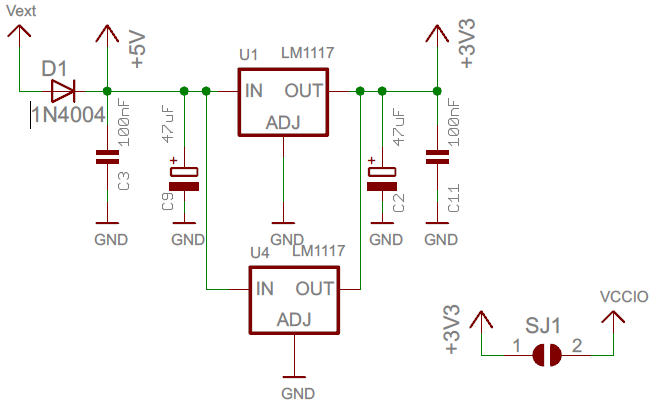 Vext
+5V
+3V3
D1
1N4004
U1
LM1117
IN
OUT
ADJ
100nF
C3
47uF
C9
47uF
C2
100nF
C11
GND
GND
GND
GND
GND
U4
LM1117
IN
OUT
ADJ
GND
+3V3
SJ1
1
2
VCCIO